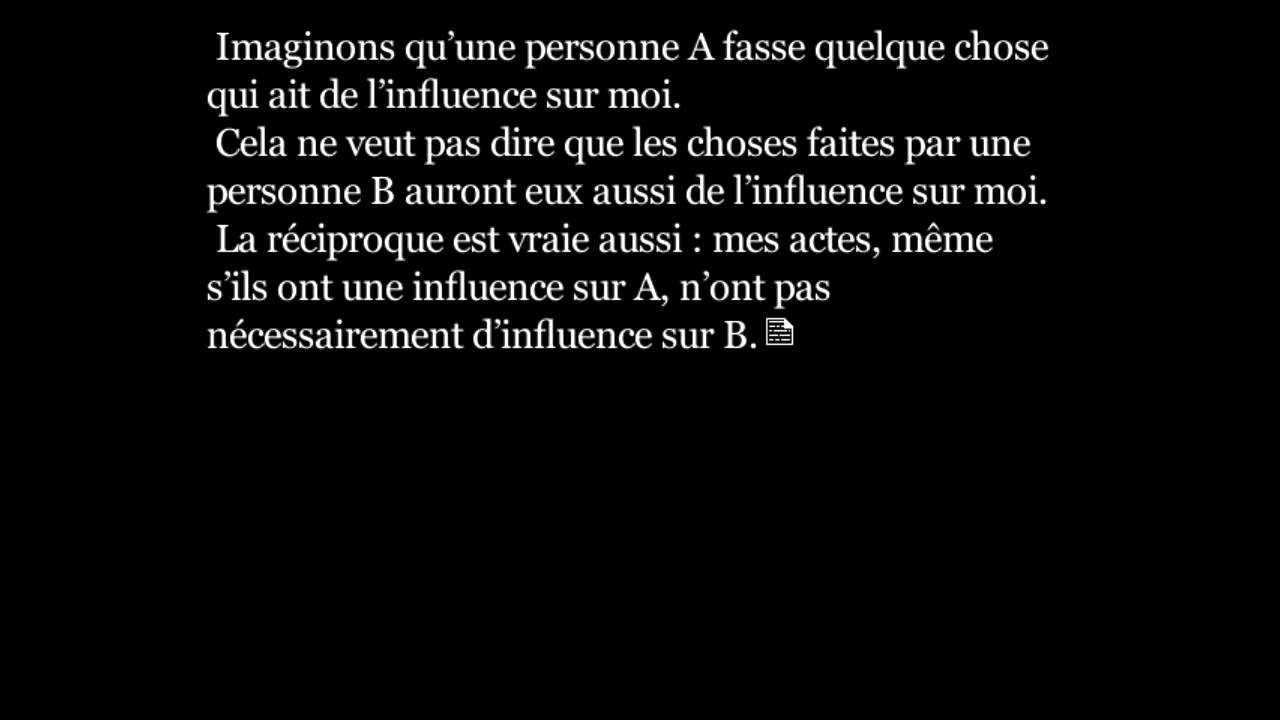 Imaginons qu’une personne A fasse quelque chose
qui ait de l’influence sur moi.
Cela ne veut pas dire que les choses faites par une
personne B auront eux aussi de l’influence sur moi.
La réciproque est vraie aussi : mes actes, même
s’ils ont une influence sur A, n’ont pas
nécessairement d’influence sur B.